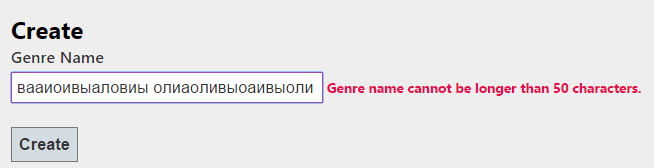 Create
Genre Name
вааиоивыаловиы олиаоливыоаивыоли Genre name cannot be longer than 50 characters.
Create